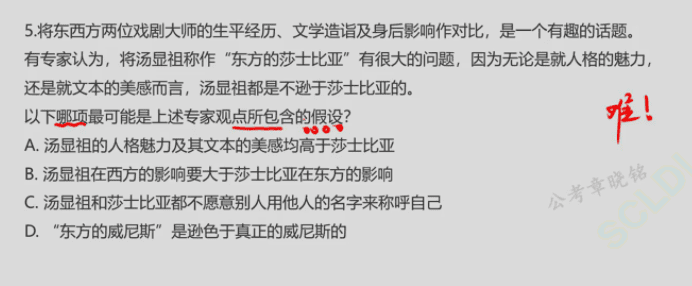 5.将东西方两位戏剧大师的生平经历、文学造诣及身后影响作对比，是一个有趣的话题。
有专家认为，将汤显祖称作“东方的莎士比亚”有很大的问题，因为无论是就人格的魅力，
还是就文本的美感而言，汤显祖都是不逊于莎士比亚的。
以下哪项最可能是上述专家观点所包含的假设？
难！
A. 汤显祖的人格魅力及其文本的美感均高于莎士比亚
B. 汤显祖在西方的影响要大于莎士比亚在东方的影响
C. 汤显祖和莎士比亚都不愿意别人用他人的名字来称呼自己
D. “东方的威尼斯”是逊色于真正的威尼斯的
公考章晓铭